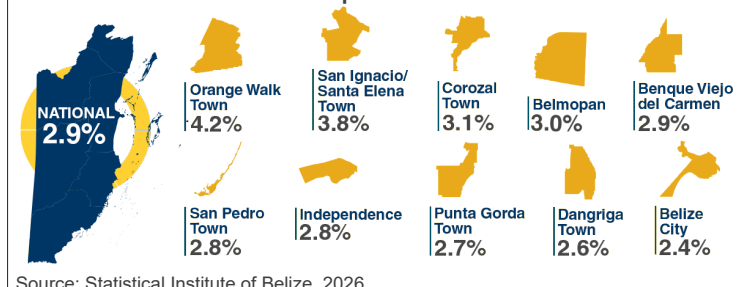 NATIONAL
2.9%
Orange Walk
Town
4.2%
San Ignacio/
Santa Elena
Town
3.8%
Corozal
Town
3.1%
Belmopan
3.0%
Benque Viejo
del Carmen
2.9%
San Pedro
Town
2.8%
Independence
2.8%
Punta Gorda
Town
2.7%
Dangriga
Town
2.6%
Belize
City
2.4%
Source: Statistical Institute of Belize, 2026